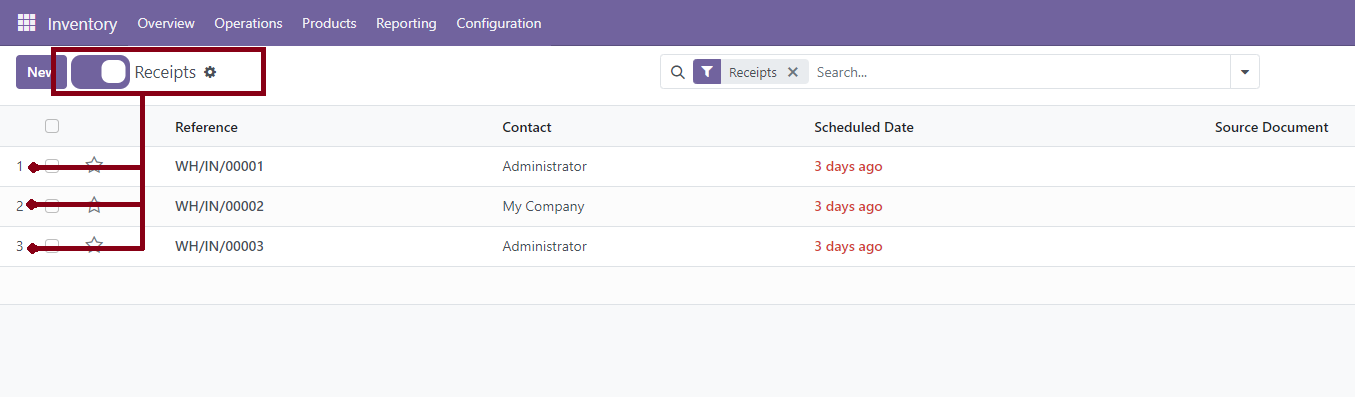 Inventory Overview Operations Products Reporting Configuration
New Receipts Receipts Search...
Reference Contact Scheduled Date Source Document
1 WH/IN/00001 Administrator 3 days ago
2 WH/IN/00002 My Company 3 days ago
3 WH/IN/00003 Administrator 3 days ago